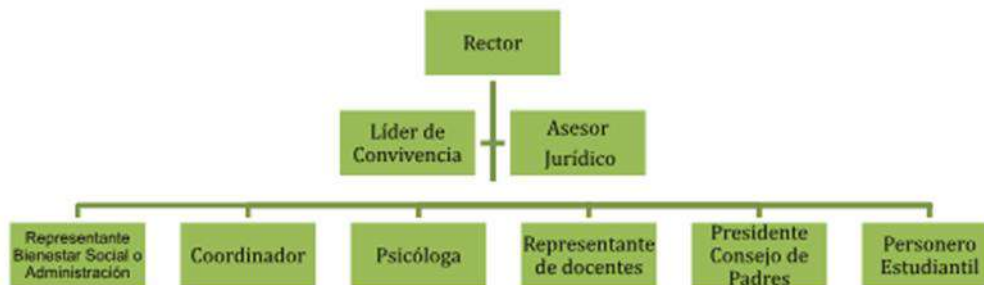 Rector
Líder de
Convivencia
Asesor
Jurídico
Representante
Bienestar Social o
Administración
Coordinador
Psicóloga
Representante
de docentes
Presidente
Consejo de
Padres
Personero
Estudiantil